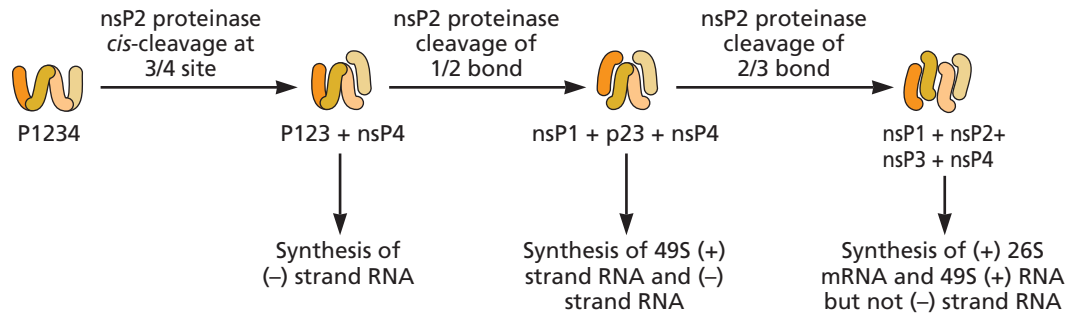 nsP2 proteinase
cis-cleavage at
3/4 site
nsP2 proteinase
cleavage of
1/2 bond
nsP2 proteinase
cleavage of
2/3 bond
P1234
P123 + nsP4
nsP1 + p23 + nsP4
nsP1 + nsP2+
nsP3 + nsP4
Synthesis of
(–) strand RNA
Synthesis of 49S (+)
strand RNA and (–)
strand RNA
Synthesis of (+) 26S
mRNA and 49S (+) RNA
but not (–) strand RNA